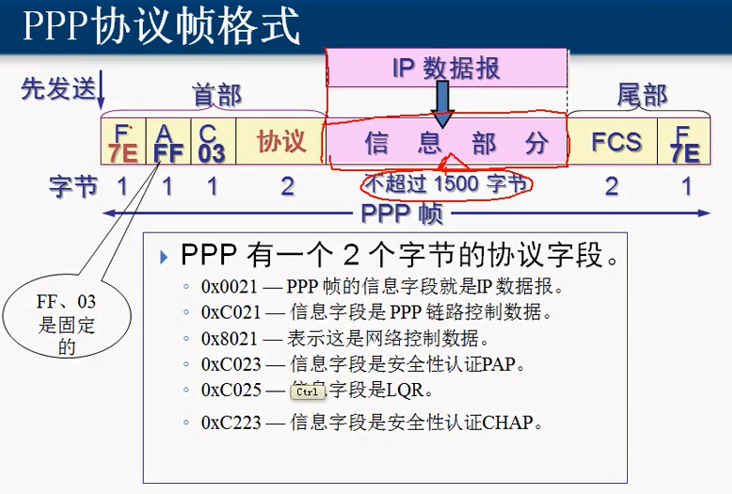 PPP协议帧格式
IP 数据报
先发送
首部
尾部
F A C 协议 信息部分 FCS F
7E FF 03 7E
字节 1 1 1 2 不超过 1500 字节 2 1
PPP 帧
PPP 有一个 2 个字节的协议字段。
0x0021 — PPP 帧的信息字段就是IP 数据报。
0xC021 — 信息字段是 PPP 链路控制数据。
0x8021 — 表示这是网络控制数据。
0xC023 — 信息字段是安全性认证PAP。
0xC025 — Ctrl 息字段是LQR。
0xC223 — 信息字段是安全性认证CHAP。
FF、03
是固定
的